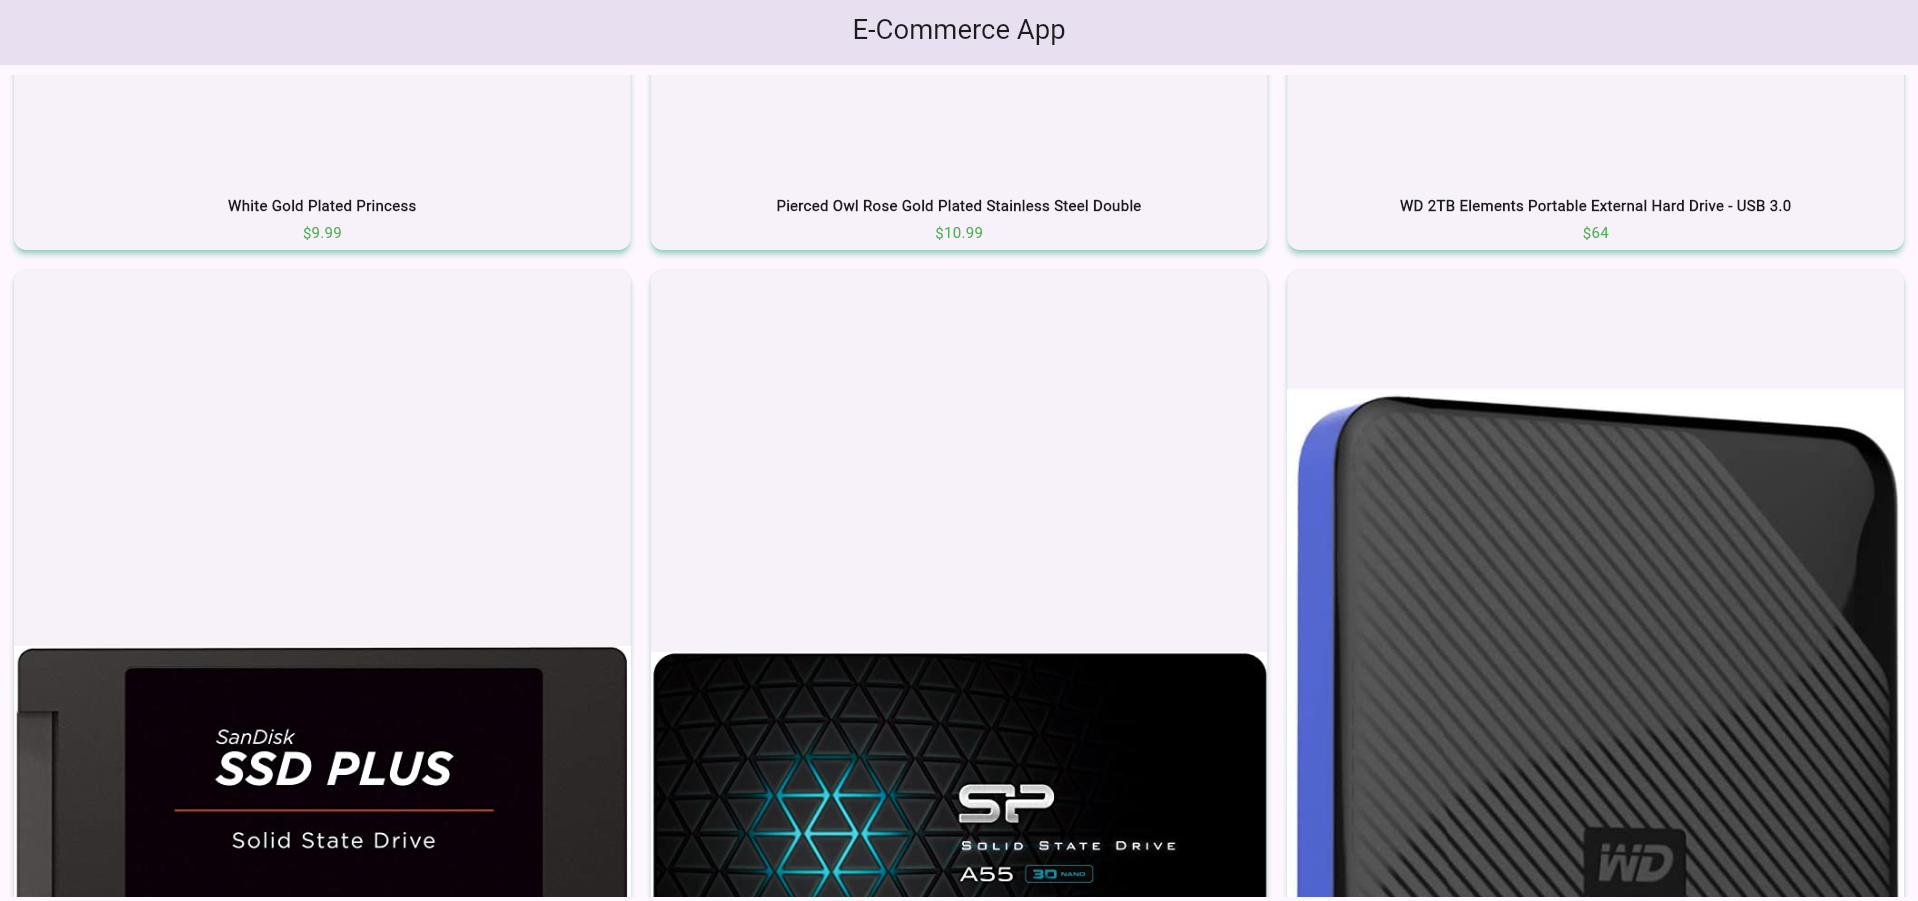 E-Commerce App
White Gold Plated Princess
$9.99
Pierced Owl Rose Gold Plated Stainless Steel Double
$10.99
WD 2TB Elements Portable External Hard Drive - USB 3.0
$64
SanDisk
SSD PLUS
Solid State Drive
SP
SOLID STATE DRIVE
A55 3D NAND
WD